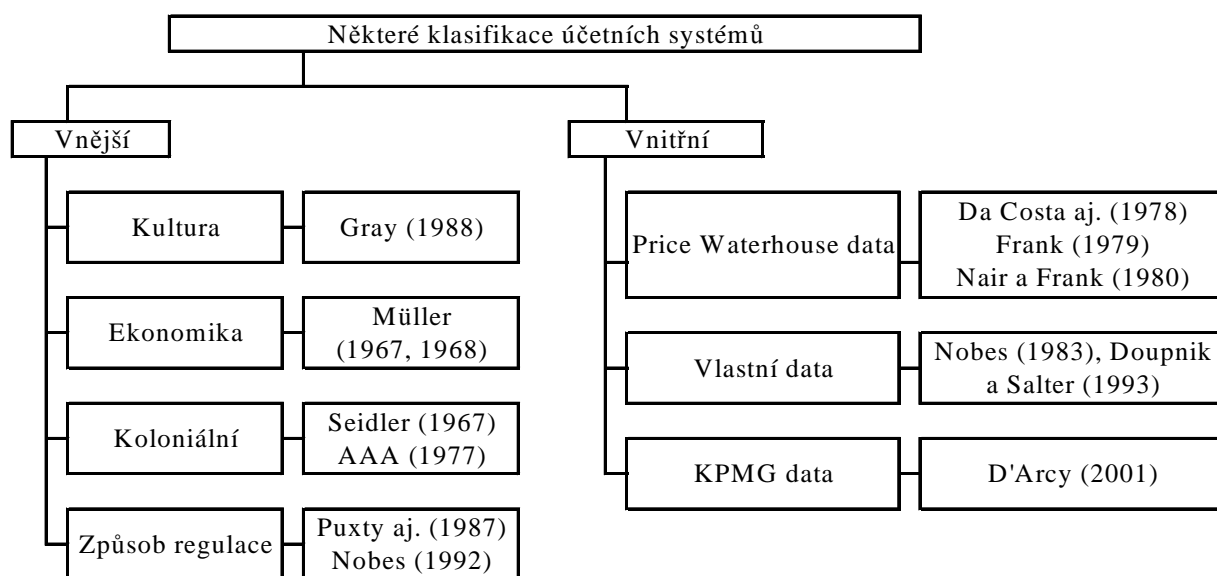 Některé klasifikace účetních systémů
Vnější
Vnitřní
Kultura
Gray (1988)
Ekonomika
Müller
(1967, 1968)
Koloniální
Seidler (1967)
AAA (1977)
Způsob regulace
Puxty aj. (1987)
Nobes (1992)
Price Waterhouse data
Da Costa aj. (1978)
Frank (1979)
Nair a Frank (1980)
Vlastní data
Nobes (1983), Doupnik
a Salter (1993)
KPMG data
D'Arcy (2001)